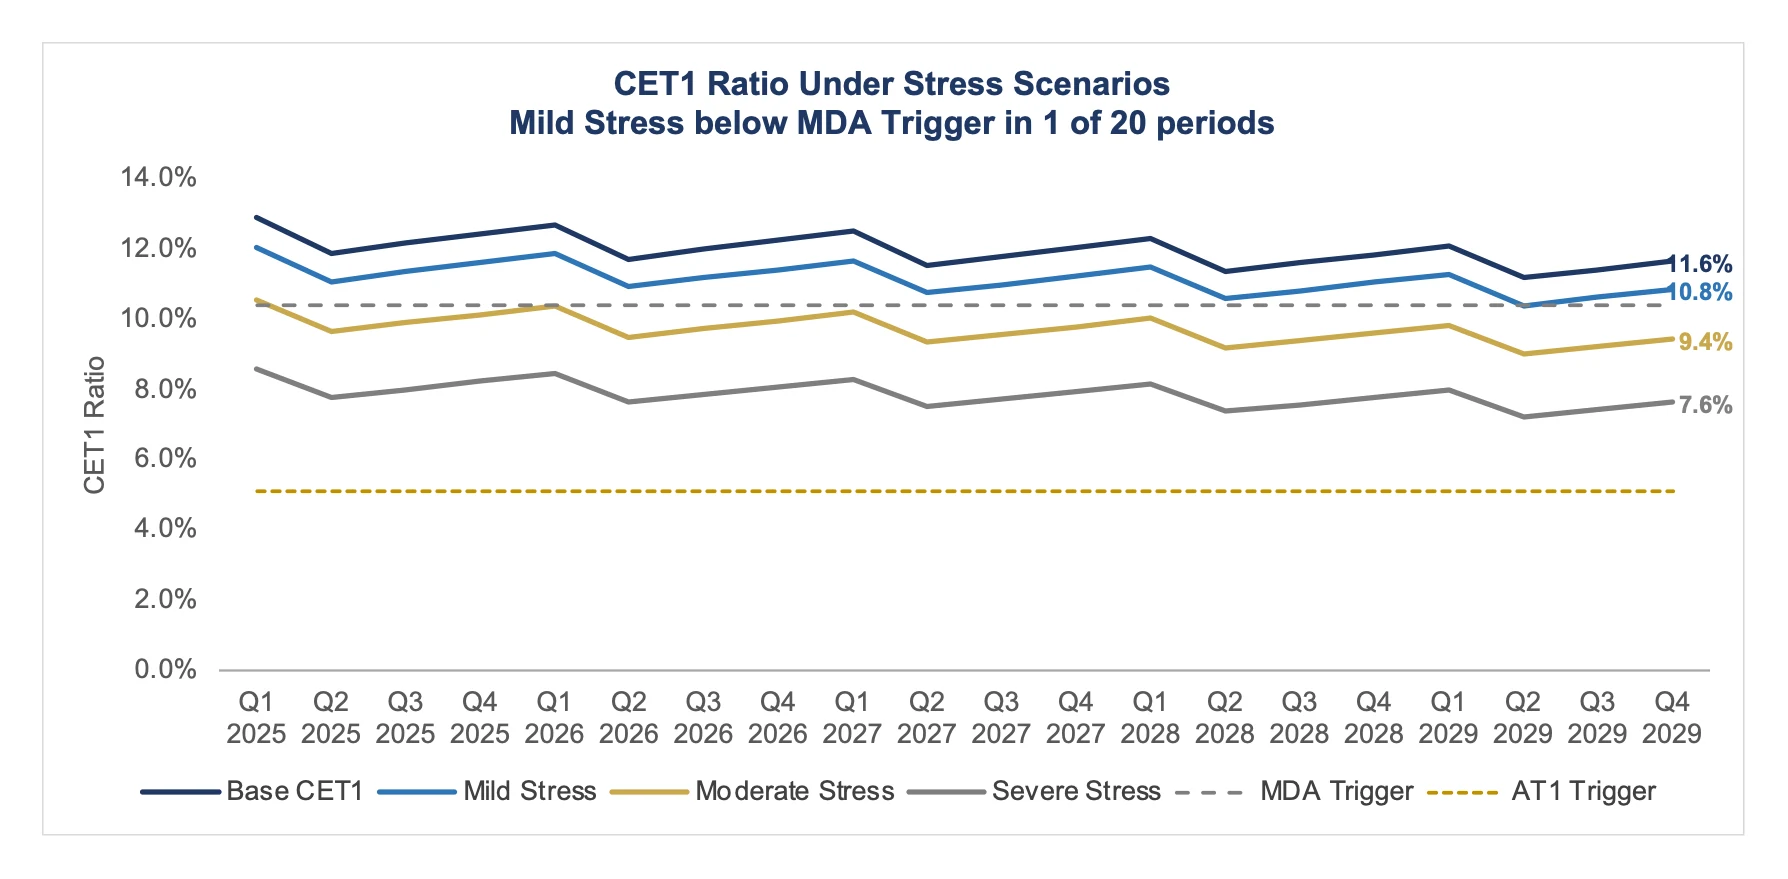 CET1 Ratio Under Stress Scenarios
Mild Stress below MDA Trigger in 1 of 20 periods
14.0%
12.0%
10.0%
8.0%
6.0%
4.0%
2.0%
0.0%
CET1 Ratio
11.6%
10.8%
9.4%
7.6%
Q1 Q2 Q3 Q4 Q1 Q2 Q3 Q4 Q1 Q2 Q3 Q4 Q1 Q2 Q3 Q4 Q1 Q2 Q3 Q4
2025 2025 2025 2025 2026 2026 2026 2026 2027 2027 2027 2027 2028 2028 2028 2028 2029 2029 2029 2029
Base CET1 Mild Stress Moderate Stress Severe Stress MDA Trigger AT1 Trigger